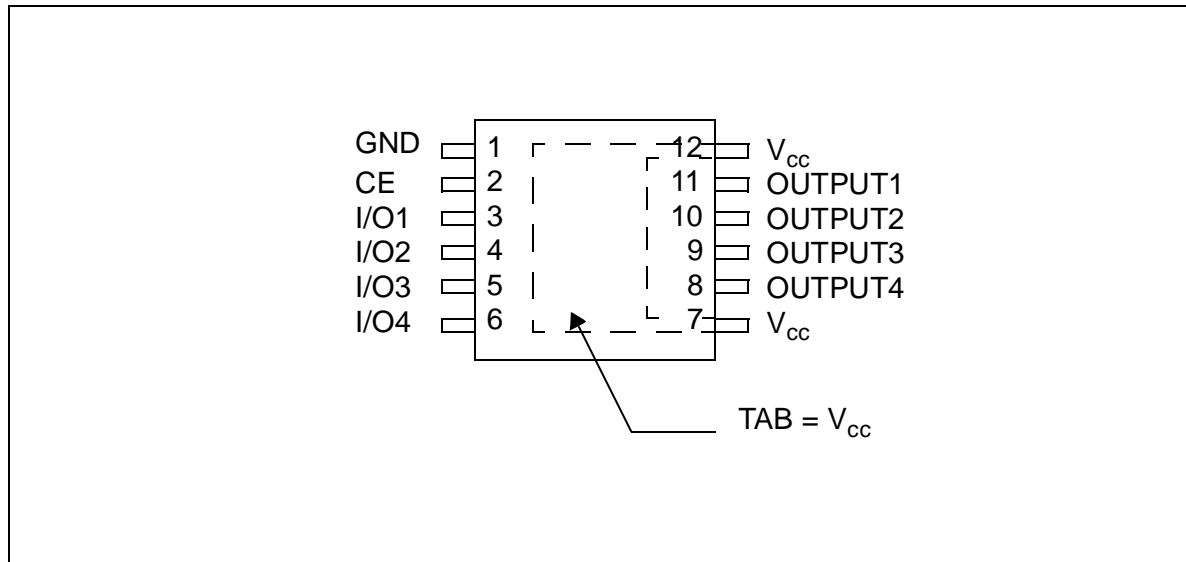 GND 1 12 Vcc
CE 2 11 OUTPUT1
I/O1 3 10 OUTPUT2
I/O2 4 9 OUTPUT3
I/O3 5 8 OUTPUT4
I/O4 6 7 Vcc
TAB = Vcc